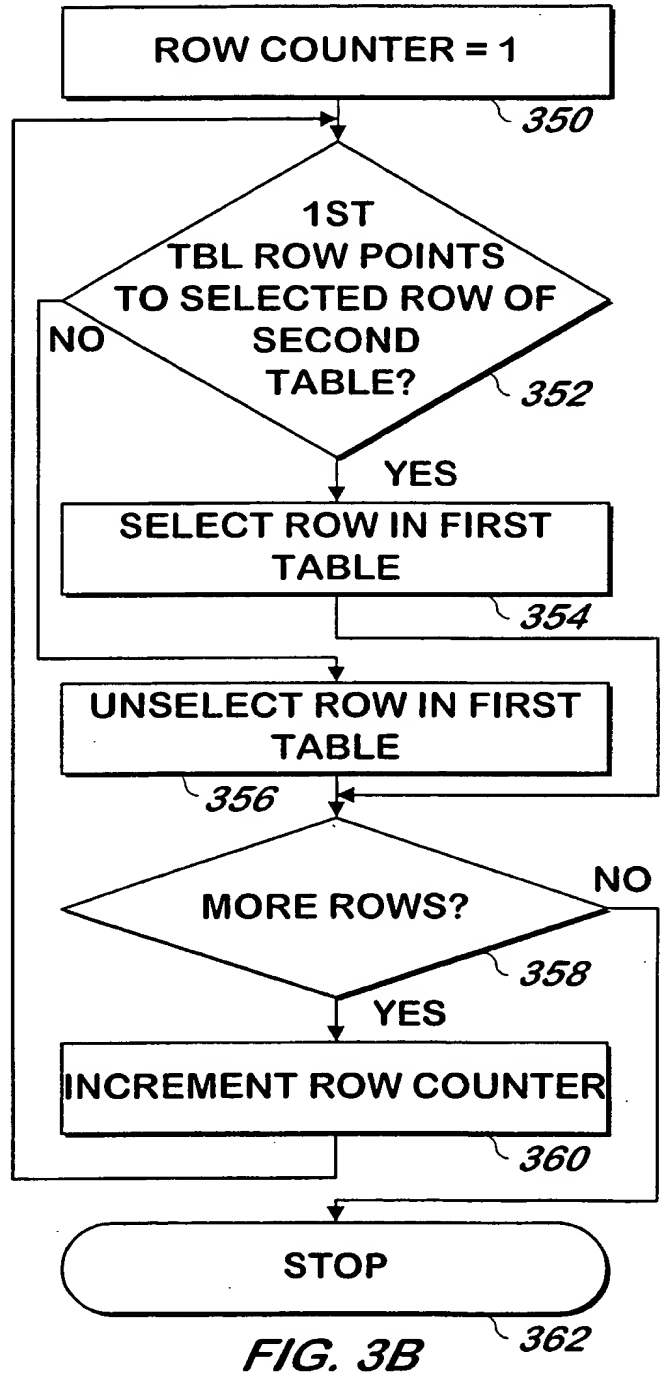 ROW COUNTER = 1
350
1ST
TBL ROW POINTS
TO SELECTED ROW OF
SECOND
TABLE?
NO
352
YES
SELECT ROW IN FIRST
TABLE
354
UNSELECT ROW IN FIRST
TABLE
356
MORE ROWS?
NO
358
YES
INCREMENT ROW COUNTER
360
STOP
362
FIG. 3B